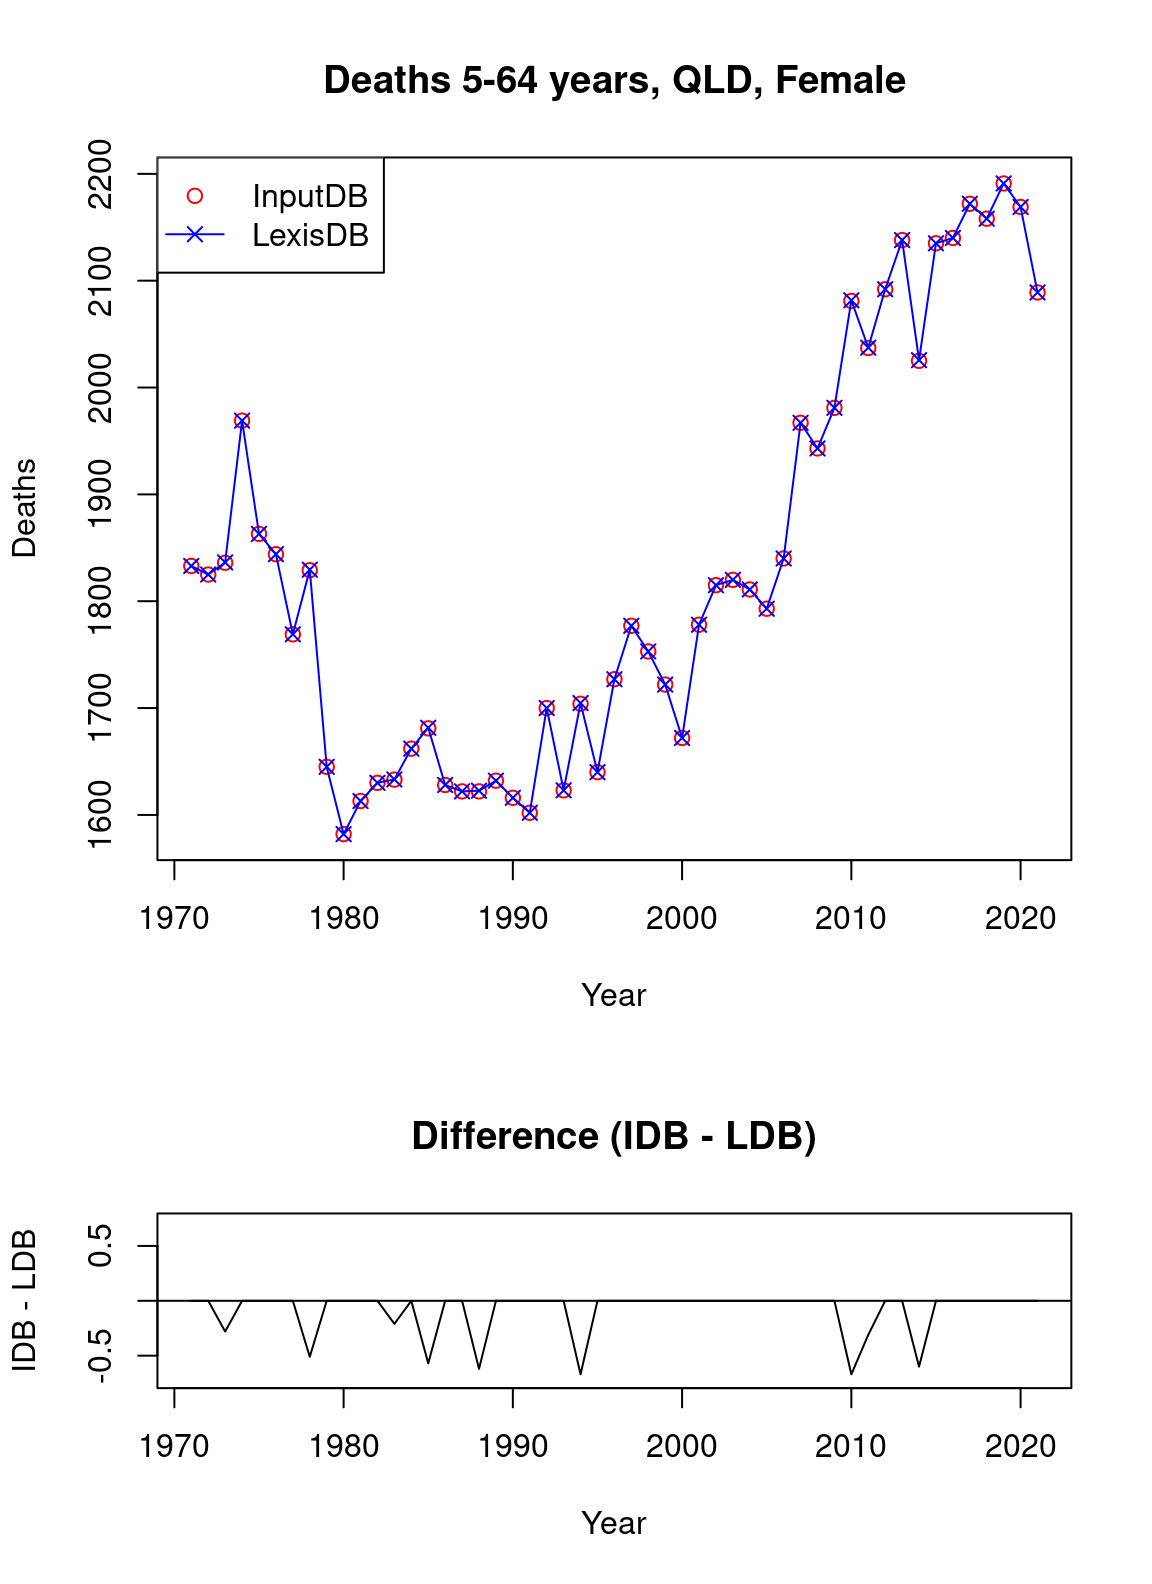 Deaths 5-64 years, QLD, Female
InputDB
LexisDB
Deaths
2200
2100
2000
1900
1800
1700
1600
1970 1980 1990 2000 2010 2020
Year
Difference (IDB - LDB)
IDB - LDB
0.5
-0.5
1970 1980 1990 2000 2010 2020
Year